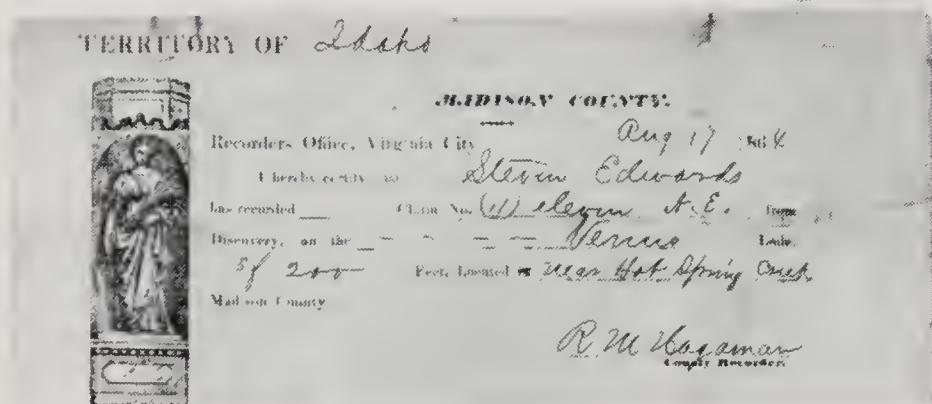 TERRITORY OF Idaho
MADISON COUNTY.
Recorders Office, Virginia City Aug 17 1864
I hereby certify Steven Edwards
has recorded Claim No. (11) eleven N. E. from
Discovery, on the Venus Lode.
of 200 Feet, Located near Hot Spring Creek
Madison County
R M Hagaman
County Recorder.